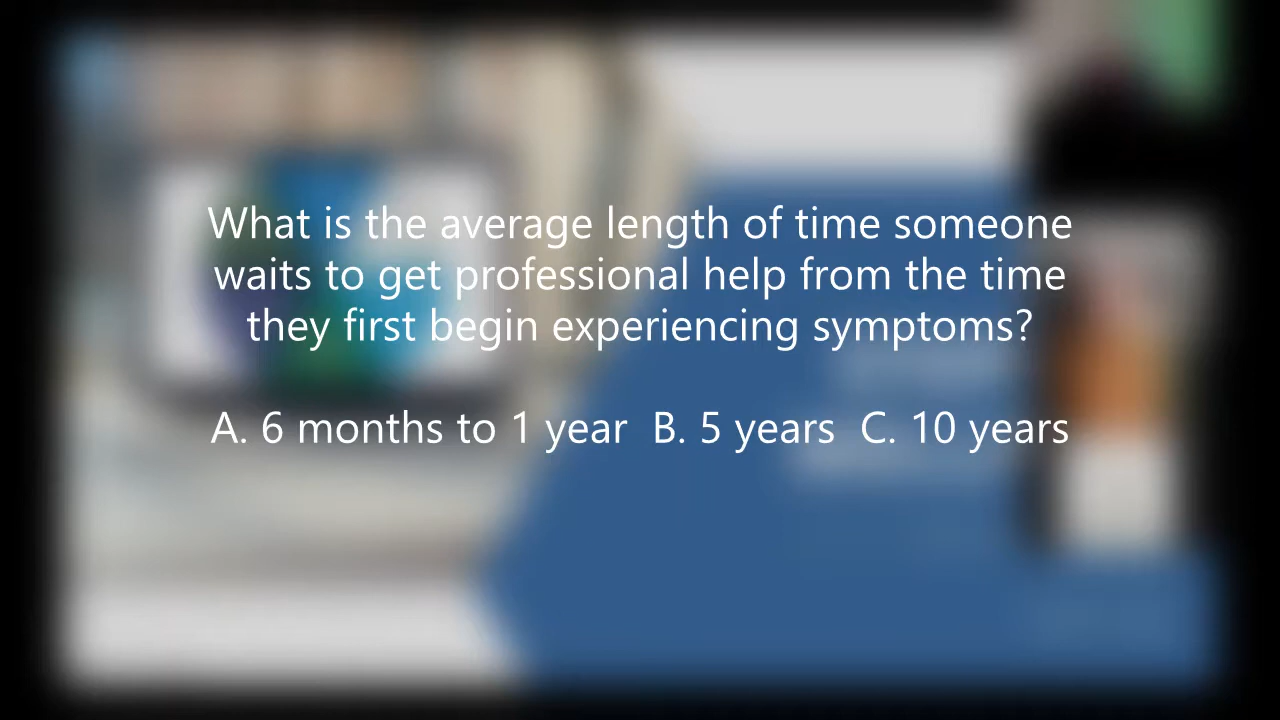 What is the average length of time someone
waits to get professional help from the time
they first begin experiencing symptoms?
A. 6 months to 1 year  B. 5 years  C. 10 years